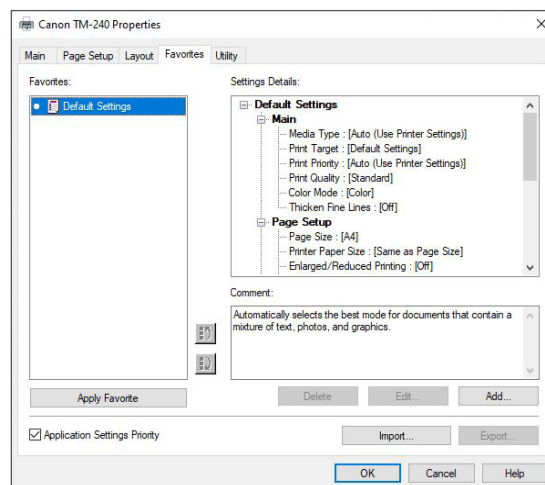 Canon TM-240 Properties
Main Page Setup Layout Favorites Utility
Favorites:
Default Settings
Apply Favorite
Settings Details:
Default Settings
Main
Media Type : [Auto (Use Printer Settings)]
Print Target : [Default Settings]
Print Priority : [Auto (Use Printer Settings)]
Print Quality : [Standard]
Color Mode : [Color]
Thicken Fine Lines : [Off]
Page Setup
Page Size : [A4]
Printer Paper Size : [Same as Page Size]
Enlarged/Reduced Printing : [Off]
Comment:
Automatically selects the best mode for documents that contain a
mixture of text, photos, and graphics.
Delete Edit... Add...
Application Settings Priority
Import... Export...
OK Cancel Help